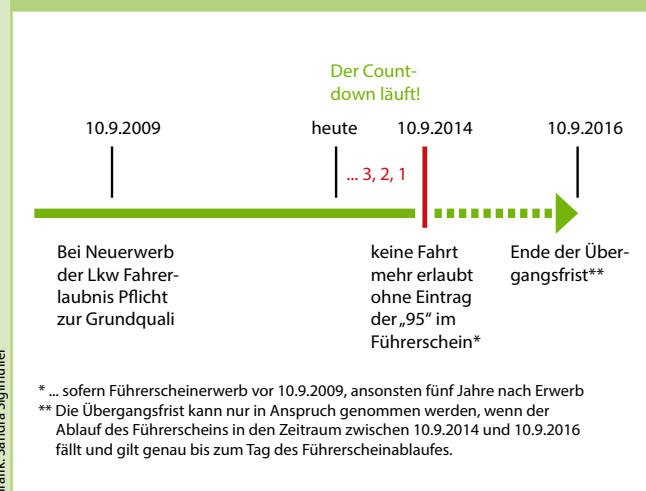 Der Count-
down läuft!
10.9.2009
heute
10.9.2014
10.9.2016
... 3, 2, 1
Bei Neuerwerb
der Lkw Fahrer-
laubnis Pflicht
zur Grundquali
keine Fahrt
mehr erlaubt
ohne Eintrag
der „95“ im
Führerschein*
Ende der Über-
gangsfrist**
* ... sofern Führerscheinerwerb vor 10.9.2009, ansonsten fünf Jahre nach Erwerb
** Die Übergangsfrist kann nur in Anspruch genommen werden, wenn der
Ablauf des Führerscheins in den Zeitraum zwischen 10.9.2014 und 10.9.2016
fällt und gilt genau bis zum Tag des Führerscheinablaufes.
Sandra